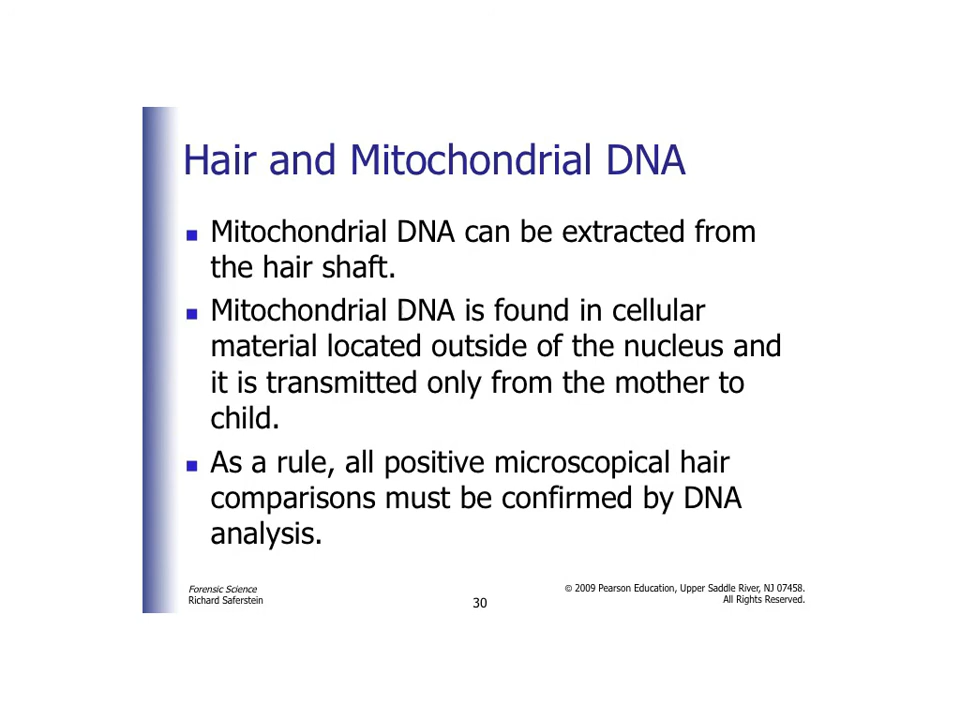 Hair and Mitochondrial DNA
Mitochondrial DNA can be extracted from
the hair shaft.
Mitochondrial DNA is found in cellular
material located outside of the nucleus and
it is transmitted only from the mother to
child.
As a rule, all positive microscopical hair
comparisons must be confirmed by DNA
analysis.
Forensic Science
Richard Saferstein
30
© 2009 Pearson Education, Upper Saddle River, NJ 07458.
All Rights Reserved.